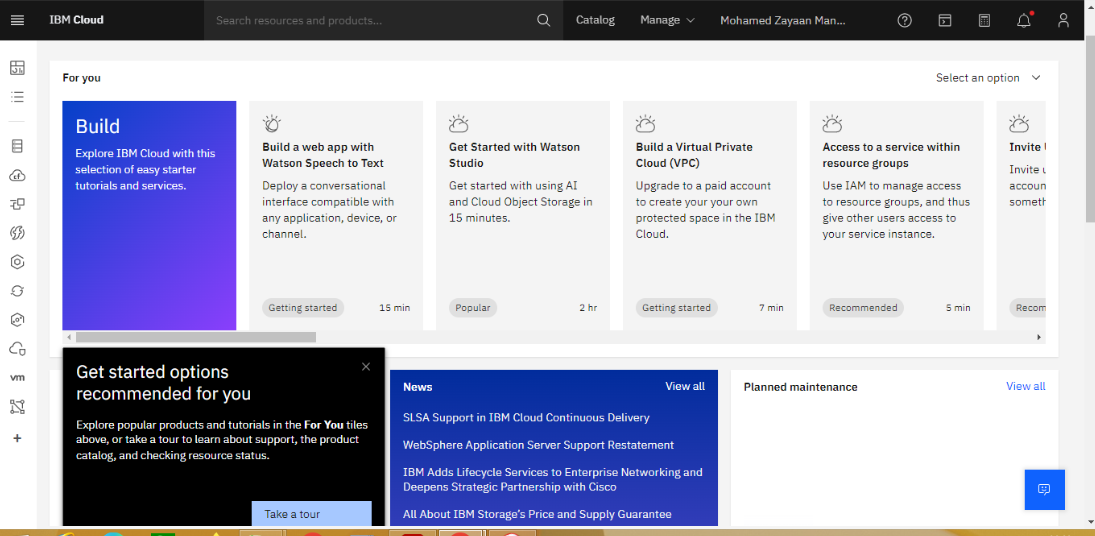 IBM Cloud
Search resources and products...
Catalog
Manage
Mohamed Zayaan Man...
For you
Select an option
Build
Explore IBM Cloud with this
selection of easy starter
tutorials and services.
Build a web app with
Watson Speech to Text
Deploy a conversational
interface compatible with
any application, device, or
channel.
Getting started
15 min
Get Started with Watson
Studio
Get started with using AI
and Cloud Object Storage in
15 minutes.
Popular
2 hr
Build a Virtual Private
Cloud (VPC)
Upgrade to a paid account
to create your your own
protected space in the IBM
Cloud.
Getting started
7 min
Access to a service within
resource groups
Use IAM to manage access
to resource groups, and thus
give other users access to
your service instance.
Recommended
5 min
Invite
Invite u
accoun
someth
Recom
vm
Get started options
recommended for you
Explore popular products and tutorials in the For You tiles
above, or take a tour to learn about support, the product
catalog, and checking resource status.
Take a tour
News
View all
SLSA Support in IBM Cloud Continuous Delivery
WebSphere Application Server Support Restatement
IBM Adds Lifecycle Services to Enterprise Networking and
Deepens Strategic Partnership with Cisco
All About IBM Storage's Price and Supply Guarantee
Planned maintenance
View all